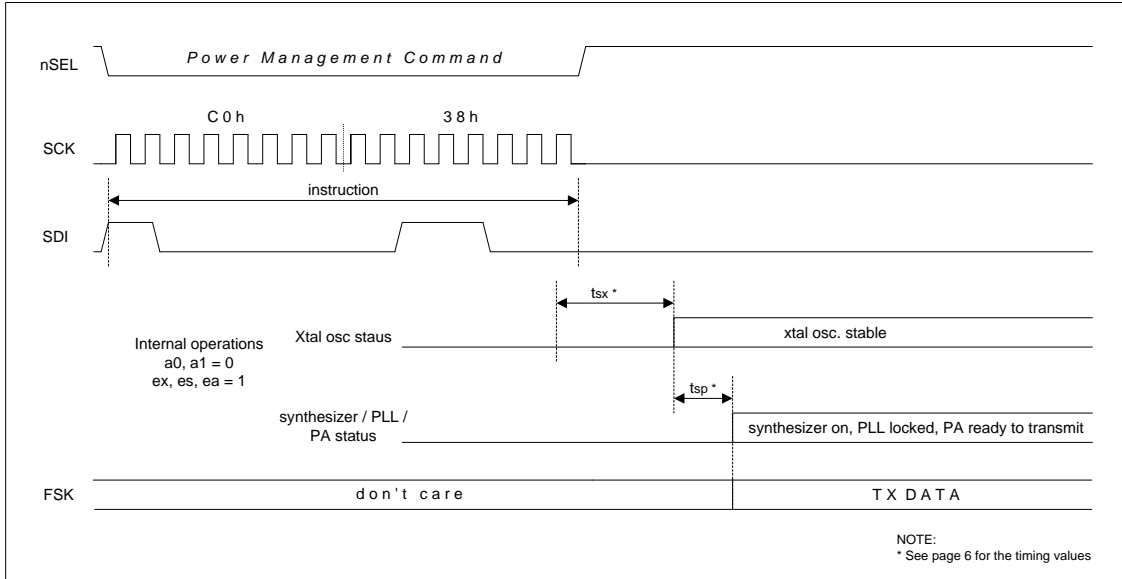 nSEL
Power Management Command
C0h
38h
SCK
instruction
SDI
tsx *
Xtal osc staus
xtal osc. stable
Internal operations
a0, a1 = 0
ex, es, ea = 1
tsp *
synthesizer / PLL /
PA status
synthesizer on, PLL locked, PA ready to transmit
FSK
don't care
TX DATA
NOTE:
* See page 6 for the timing values